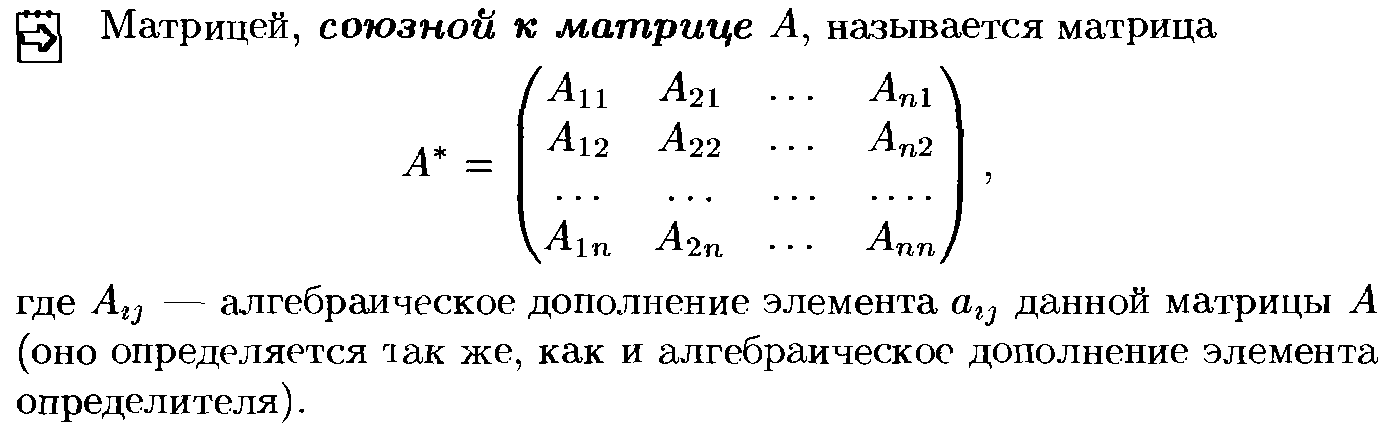 Матрицей, союзной к матрице A, называется матрица
A₁₁ A₂₁ ... Aₙ₁
A₁₂ A₂₂ ... Aₙ₂
A* =
... ... ... ....
A₁ₙ A₂ₙ ... Aₙₙ ,
где Aᵢⱼ — алгебраическое дополнение элемента aᵢⱼ данной матрицы A
(оно определяется так же, как и алгебраическое дополнение элемента
определителя).